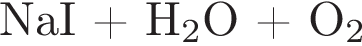 NaI + H₂O + O₂